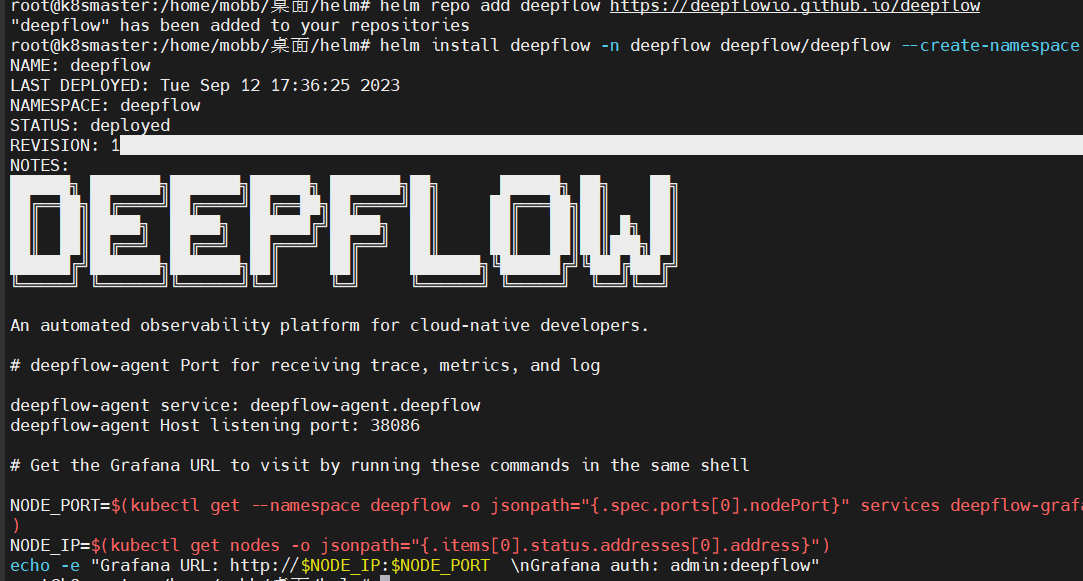 root@k8smaster:/home/mobb/桌面/helm# helm repo add deepflow https://deepflowio.github.io/deepflow
"deepflow" has been added to your repositories
root@k8smaster:/home/mobb/桌面/helm# helm install deepflow -n deepflow deepflow/deepflow --create-namespace
NAME: deepflow
LAST DEPLOYED: Tue Sep 12 17:36:25 2023
NAMESPACE: deepflow
STATUS: deployed
REVISION: 1
NOTES:
DEEPFLOW
An automated observability platform for cloud-native developers.
# deepflow-agent Port for receiving trace, metrics, and log
deepflow-agent service: deepflow-agent.deepflow
deepflow-agent Host listening port: 38086
# Get the Grafana URL to visit by running these commands in the same shell
NODE_PORT=$(kubectl get --namespace deepflow -o jsonpath="{.spec.ports[0].nodePort}" services deepflow-grafa
)
NODE_IP=$(kubectl get nodes -o jsonpath="{.items[0].status.addresses[0].address}")
echo -e "Grafana URL: http://$NODE_IP:$NODE_PORT  \nGrafana auth: admin:deepflow"